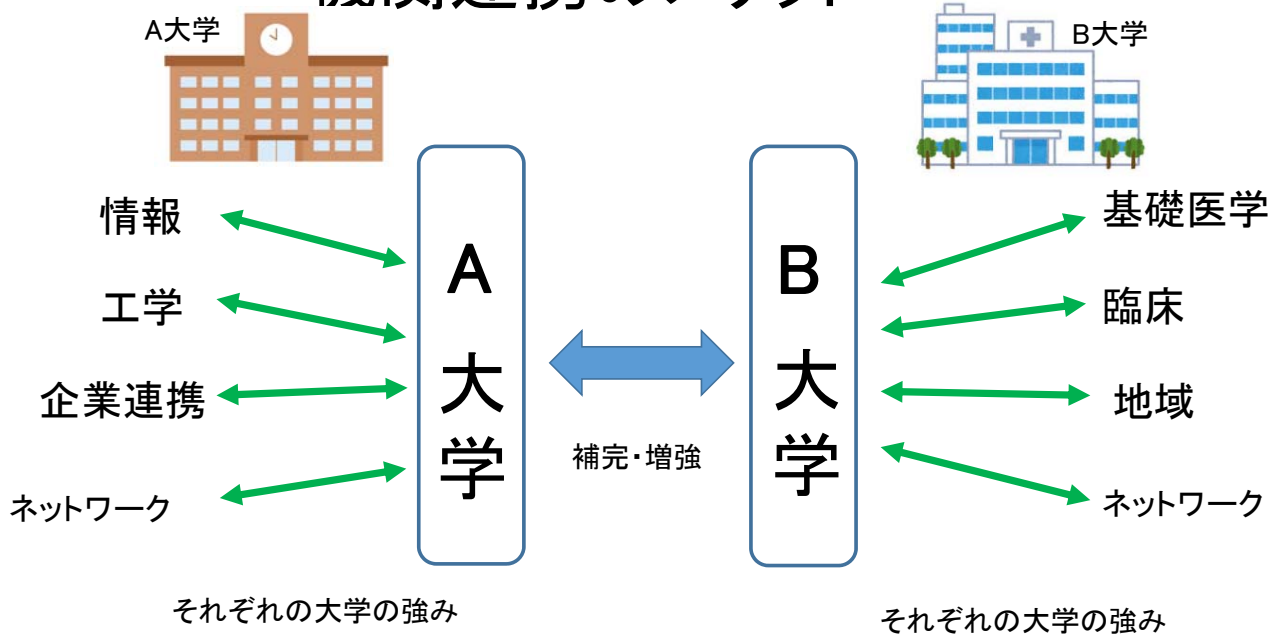 A大学
B大学
情報
工学
企業連携
ネットワーク
A大学
補完・増強
B大学
基礎医学
臨床
地域
ネットワーク
それぞれの大学の強み
それぞれの大学の強み